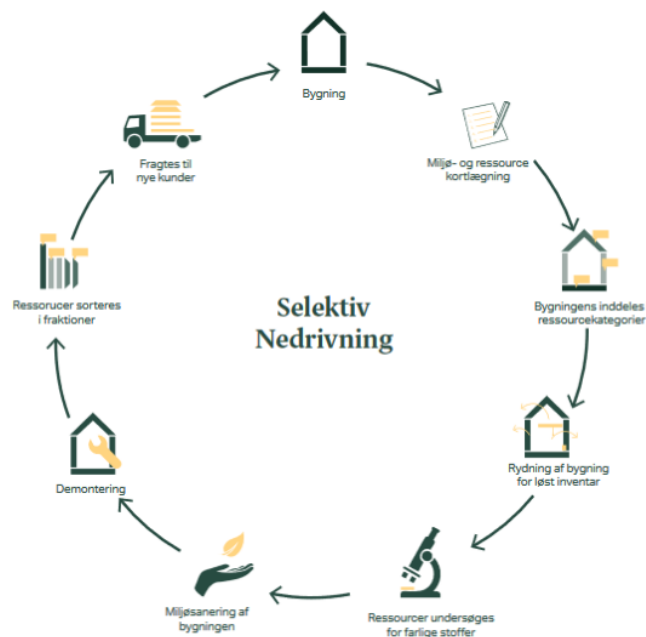 Bygning
Miljø- og ressource
kortlægning
Bygningens inddeles
ressourcekategorier
Rydning af bygning
for løst inventar
Ressourcer undersøges
for farlige stoffer
Miljøsanering af
bygningen
Demontering
Ressorucer sorteres
i fraktioner
Fragtes til
nye kunder
Selektiv
Nedrivning